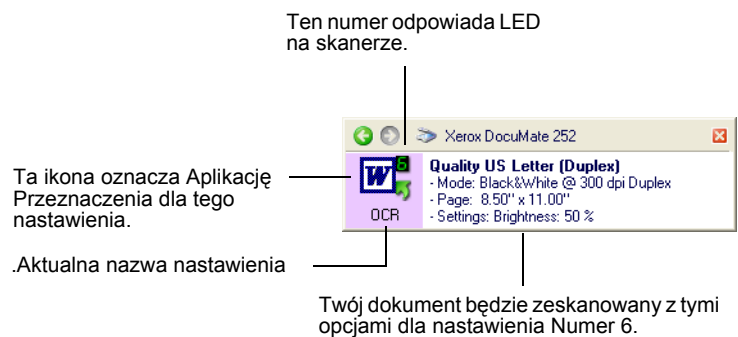 Ten numer odpowiada LED
na skanerze.
Xerox DocuMate 252
Ta ikona oznacza Aplikację
Przeznaczenia dla tego
nastawienia.
W
6
OCR
Quality US Letter (Duplex)
- Mode: Black&White @ 300 dpi Duplex
- Page: 8.50" x 11.00"
- Settings: Brightness: 50 %
.Aktualna nazwa nastawienia
Twój dokument będzie zeskanowany z tymi
opcjami dla nastawienia Numer 6.